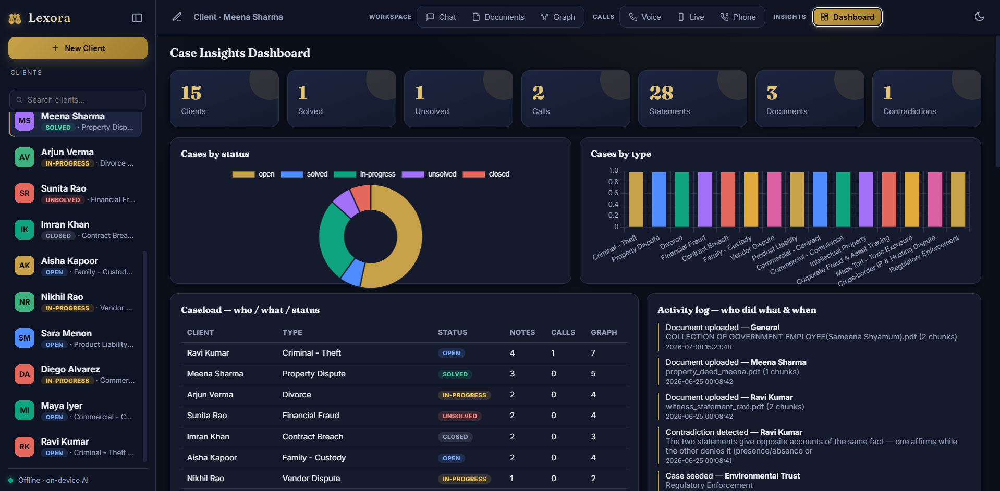 Lexora
New Client
CLIENTS
Search clients...
MS
Meena Sharma
SOLVED · Property Disp...
AV
Arjun Verma
IN-PROGRESS · Divorce ...
SR
Sunita Rao
UNSOLVED · Financial Fr...
IK
Imran Khan
CLOSED · Contract Brea...
AK
Aisha Kapoor
OPEN · Family - Custod...
NR
Nikhil Rao
IN-PROGRESS · Vendor ...
SM
Sara Menon
OPEN · Product Liability...
DA
Diego Alvarez
IN-PROGRESS · Commer...
MI
Maya Iyer
OPEN · Commercial - C...
RK
Ravi Kumar
OPEN · Criminal - Theft ...
Offline · on-device AI
Client · Meena Sharma
WORKSPACE Chat Documents Graph CALLS Voice Live Phone INSIGHTS Dashboard
Case Insights Dashboard
15
Clients
1
Solved
1
Unsolved
2
Calls
28
Statements
3
Documents
1
Contradictions
Cases by status
open solved in-progress unsolved closed
Cases by type
1.0
0.8
0.6
0.4
0.2
0
Criminal - Theft
Property Dispute
Divorce
Financial Fraud
Contract Breach
Family - Custody
Vendor Dispute
Product Liability
Commercial - Contract
Commercial - Compliance
Intellectual Property
Corporate Fraud & Asset Tracing
Mass Tort - Toxic Exposure
Cross-border IP & Hosting Dispute
Regulatory Enforcement
Caseload — who / what / status
CLIENT TYPE STATUS NOTES CALLS GRAPH
Ravi Kumar Criminal - Theft OPEN 4 1 7
Meena Sharma Property Dispute SOLVED 3 0 5
Arjun Verma Divorce IN-PROGRESS 2 0 4
Sunita Rao Financial Fraud UNSOLVED 2 0 4
Imran Khan Contract Breach CLOSED 2 0 3
Aisha Kapoor Family - Custody OPEN 2 0 4
Nikhil Rao Vendor Dispute IN-PROGRESS 1 0 2
Activity log — who did what & when
Document uploaded — General
COLLECTION OF GOVERNMENT EMPLOYEE(Sameena Shyamum).pdf (2 chunks)
2026-07-08 15:23:48
Document uploaded — Meena Sharma
property_deed_meena.pdf (1 chunks)
2026-06-25 00:08:42
Document uploaded — Ravi Kumar
witness_statement_ravi.pdf (2 chunks)
2026-06-25 00:08:42
Contradiction detected — Ravi Kumar
The two statements give opposite accounts of the same fact — one affirms while
the other denies it (presence/absence or
2026-06-25 00:08:41
Case seeded — Environmental Trust
Regulatory Enforcement